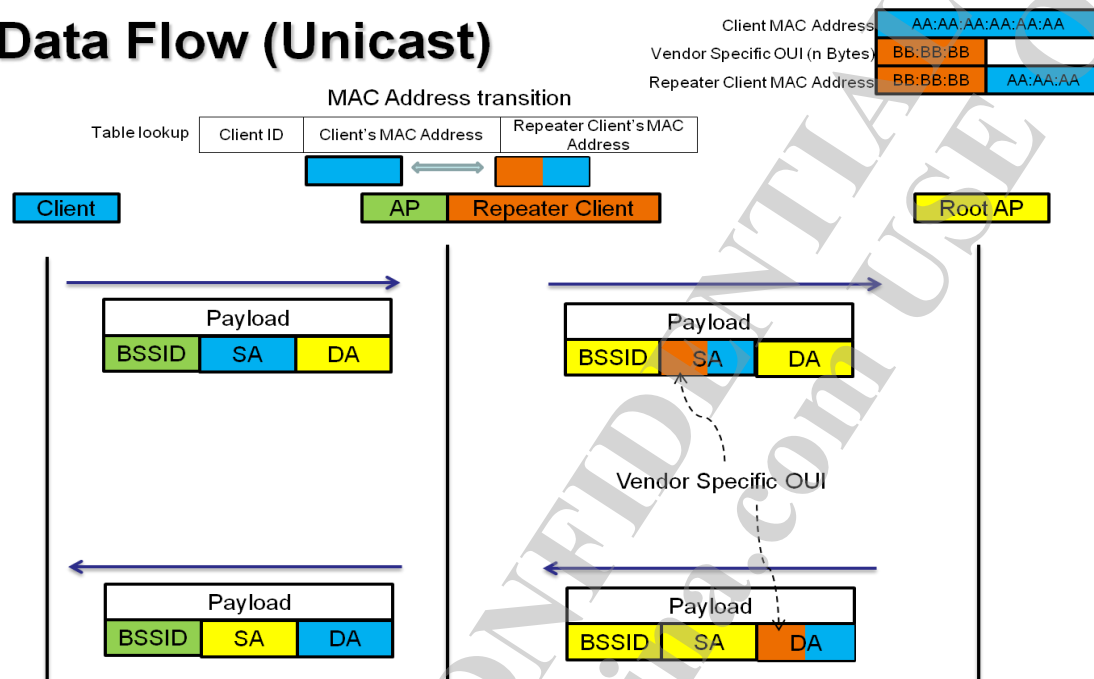 Data Flow (Unicast)
Client MAC Address AA:AA:AA:AA:AA:AA
Vendor Specific OUI (n Bytes) BB:BB:BB
Repeater Client MAC Address BB:BB:BB AA:AA:AA
MAC Address transition
Table lookup Client ID Client's MAC Address Repeater Client's MAC
Address
Client AP Repeater Client Root AP
Payload
BSSID SA DA
Payload
BSSID SA DA
Vendor Specific OUI
Payload
BSSID SA DA
Payload
BSSID SA DA